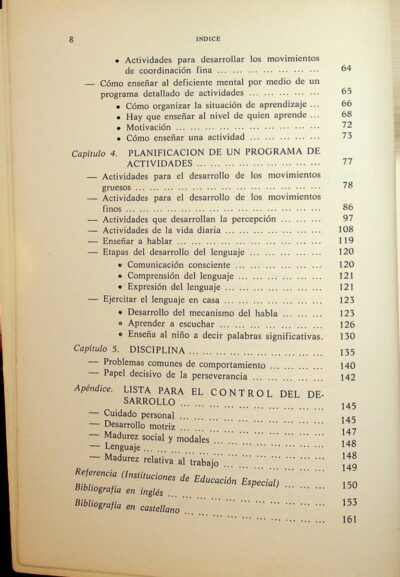 8 INDICE
• Actividades para desarrollar los movimientos
de coordinación fina ... ... ... ... ... ... ... 64
— Cómo enseñar al deficiente mental por medio de un
programa detallado de actividades ... ... ... ... 65
• Cómo organizar la situación de aprendizaje ... 66
• Hay que enseñar al nivel de quien aprende ... 68
• Motivación ... ... ... ... ... ... ... ... ... 72
• Cómo enseñar una actividad ... ... ... ... ... 73
Capítulo 4. PLANIFICACION DE UN PROGRAMA DE
ACTIVIDADES ... ... ... ... ... ... ... ... 77
— Actividades para el desarrollo de los movimientos
gruesos ... ... ... ... ... ... ... ... ... ... ... 78
— Actividades para el desarrollo de los movimientos
finos ... ... ... ... ... ... ... ... ... ... ... 86
— Actividades que desarrollan la percepción ... ... 97
— Actividades de la vida diaria ... ... ... ... ... 108
— Enseñar a hablar ... ... ... ... ... ... ... ... 119
— Etapas del desarrollo del lenguaje ... ... ... ... 120
• Comunicación consciente ... ... ... ... ... 120
• Comprensión del lenguaje ... ... ... ... ... 121
• Expresión del lenguaje ... ... ... ... ... ... 121
— Ejercitar el lenguaje en casa ... ... ... ... ... 123
• Desarrollo del mecanismo del habla ... ... ... 123
• Aprender a escuchar ... ... ... ... ... ... ... 126
• Enseña al niño a decir palabras significativas. 130
Capítulo 5. DISCIPLINA ... ... ... ... ... ... ... ... ... 135
— Problemas comunes de comportamiento ... ... ... 140
— Papel decisivo de la perseverancia ... ... ... ... 142
Apéndice. LISTA PARA EL CONTROL DEL DE-
SARROLLO ... ... ... ... ... ... ... ... ... 145
— Cuidado personal ... ... ... ... ... ... ... ... 145
— Desarrollo motriz ... ... ... ... ... ... ... ... 147
— Madurez social y modales ... ... ... ... ... ... 148
— Lenguaje ... ... ... ... ... ... ... ... ... ... 148
— Madurez relativa al trabajo ... ... ... ... ... ... 149
Referencia (Instituciones de Educación Especial) ... ... 150
Bibliografía en inglés ... ... ... ... ... ... ... ... ... 153
Bibliografía en castellano ... ... ... ... ... ... ... ... 161